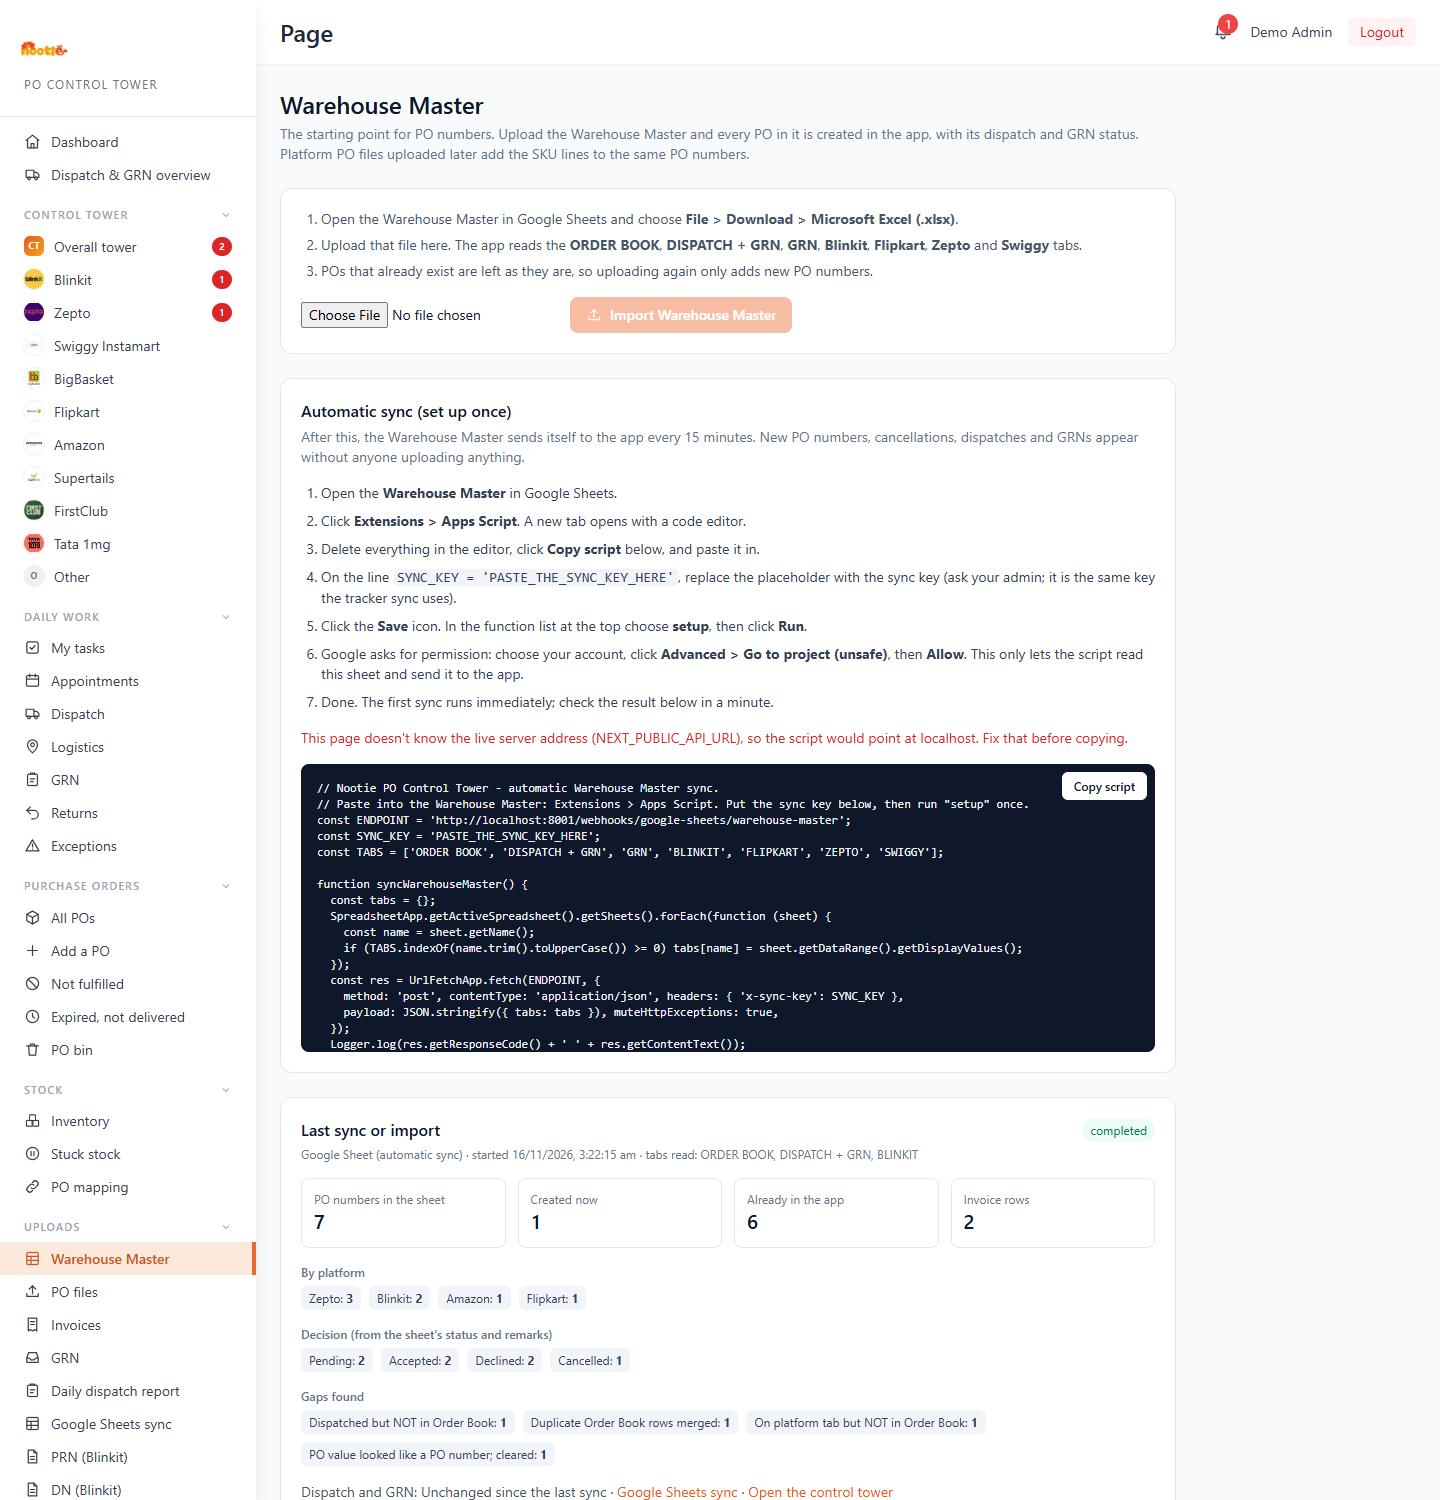 nootie
PO CONTROL TOWER
Dashboard
Dispatch & GRN overview
CONTROL TOWER
CT Overall tower 2
blinkit Blinkit 1
zepto Zepto 1
Swiggy Instamart
BigBasket
Flipkart
Amazon
Supertails
FirstClub
Tata 1mg
O Other
DAILY WORK
My tasks
Appointments
Dispatch
Logistics
GRN
Returns
Exceptions
PURCHASE ORDERS
All POs
Add a PO
Not fulfilled
Expired, not delivered
PO bin
STOCK
Inventory
Stuck stock
PO mapping
UPLOADS
Warehouse Master
PO files
Invoices
GRN
Daily dispatch report
Google Sheets sync
PRN (Blinkit)
DN (Blinkit)
Page
1
Demo Admin
Logout
Warehouse Master
The starting point for PO numbers. Upload the Warehouse Master and every PO in it is created in the app, with its dispatch and GRN status.
Platform PO files uploaded later add the SKU lines to the same PO numbers.
1. Open the Warehouse Master in Google Sheets and choose File > Download > Microsoft Excel (.xlsx).
2. Upload that file here. The app reads the ORDER BOOK, DISPATCH + GRN, GRN, Blinkit, Flipkart, Zepto and Swiggy tabs.
3. POs that already exist are left as they are, so uploading again only adds new PO numbers.
Choose File No file chosen
Import Warehouse Master
Automatic sync (set up once)
After this, the Warehouse Master sends itself to the app every 15 minutes. New PO numbers, cancellations, dispatches and GRNs appear
without anyone uploading anything.
1. Open the Warehouse Master in Google Sheets.
2. Click Extensions > Apps Script. A new tab opens with a code editor.
3. Delete everything in the editor, click Copy script below, and paste it in.
4. On the line SYNC_KEY = 'PASTE_THE_SYNC_KEY_HERE', replace the placeholder with the sync key (ask your admin; it is the same key
the tracker sync uses).
5. Click the Save icon. In the function list at the top choose setup, then click Run.
6. Google asks for permission: choose your account, click Advanced > Go to project (unsafe), then Allow. This only lets the script read
this sheet and send it to the app.
7. Done. The first sync runs immediately; check the result below in a minute.
This page doesn't know the live server address (NEXT_PUBLIC_API_URL), so the script would point at localhost. Fix that before copying.
Copy script
// Nootie PO Control Tower - automatic Warehouse Master sync.
// Paste into the Warehouse Master: Extensions > Apps Script. Put the sync key below, then run "setup" once.
const ENDPOINT = 'http://localhost:8001/webhooks/google-sheets/warehouse-master';
const SYNC_KEY = 'PASTE_THE_SYNC_KEY_HERE';
const TABS = ['ORDER BOOK', 'DISPATCH + GRN', 'GRN', 'BLINKIT', 'FLIPKART', 'ZEPTO', 'SWIGGY'];
function syncWarehouseMaster() {
const tabs = {};
SpreadsheetApp.getActiveSpreadsheet().getSheets().forEach(function (sheet) {
const name = sheet.getName();
if (TABS.indexOf(name.trim().toUpperCase()) >= 0) tabs[name] = sheet.getDataRange().getDisplayValues();
});
const res = UrlFetchApp.fetch(ENDPOINT, {
method: 'post', contentType: 'application/json', headers: { 'x-sync-key': SYNC_KEY },
payload: JSON.stringify({ tabs: tabs }), muteHttpExceptions: true,
});
Logger.log(res.getResponseCode() + ' ' + res.getContentText());
Last sync or import
completed
Google Sheet (automatic sync) · started 16/11/2026, 3:22:15 am · tabs read: ORDER BOOK, DISPATCH + GRN, BLINKIT
PO numbers in the sheet
7
Created now
1
Already in the app
6
Invoice rows
2
By platform
Zepto: 3 Blinkit: 2 Amazon: 1 Flipkart: 1
Decision (from the sheet's status and remarks)
Pending: 2 Accepted: 2 Declined: 2 Cancelled: 1
Gaps found
Dispatched but NOT in Order Book: 1 Duplicate Order Book rows merged: 1 On platform tab but NOT in Order Book: 1
PO value looked like a PO number; cleared: 1
Dispatch and GRN: Unchanged since the last sync · Google Sheets sync · Open the control tower